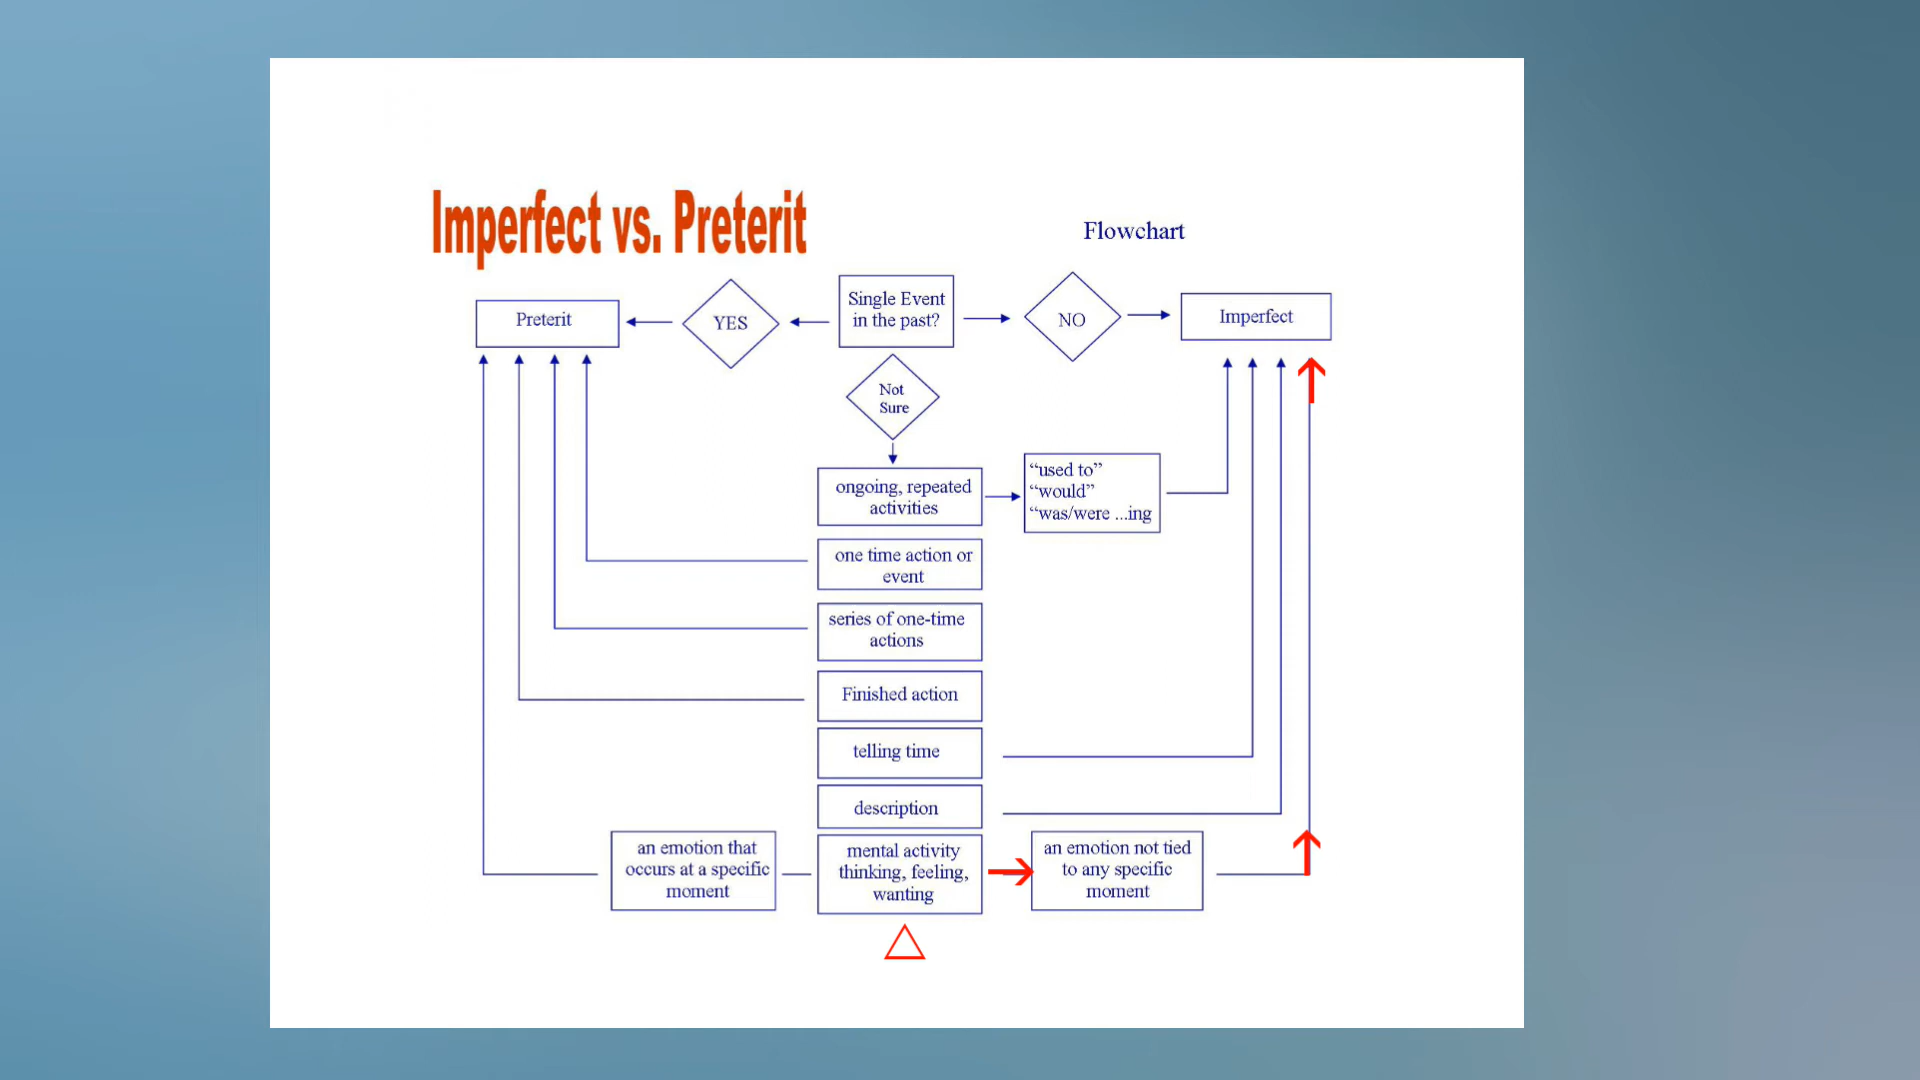 Imperfect vs. Preterit
Flowchart
Preterit
YES
Single Event
in the past?
NO
Imperfect
Not
Sure
ongoing, repeated
activities
“used to”
“would”
“was/were ...ing
one time action or
event
series of one-time
actions
Finished action
telling time
description
an emotion that
occurs at a specific
moment
mental activity
thinking, feeling,
wanting
an emotion not tied
to any specific
moment